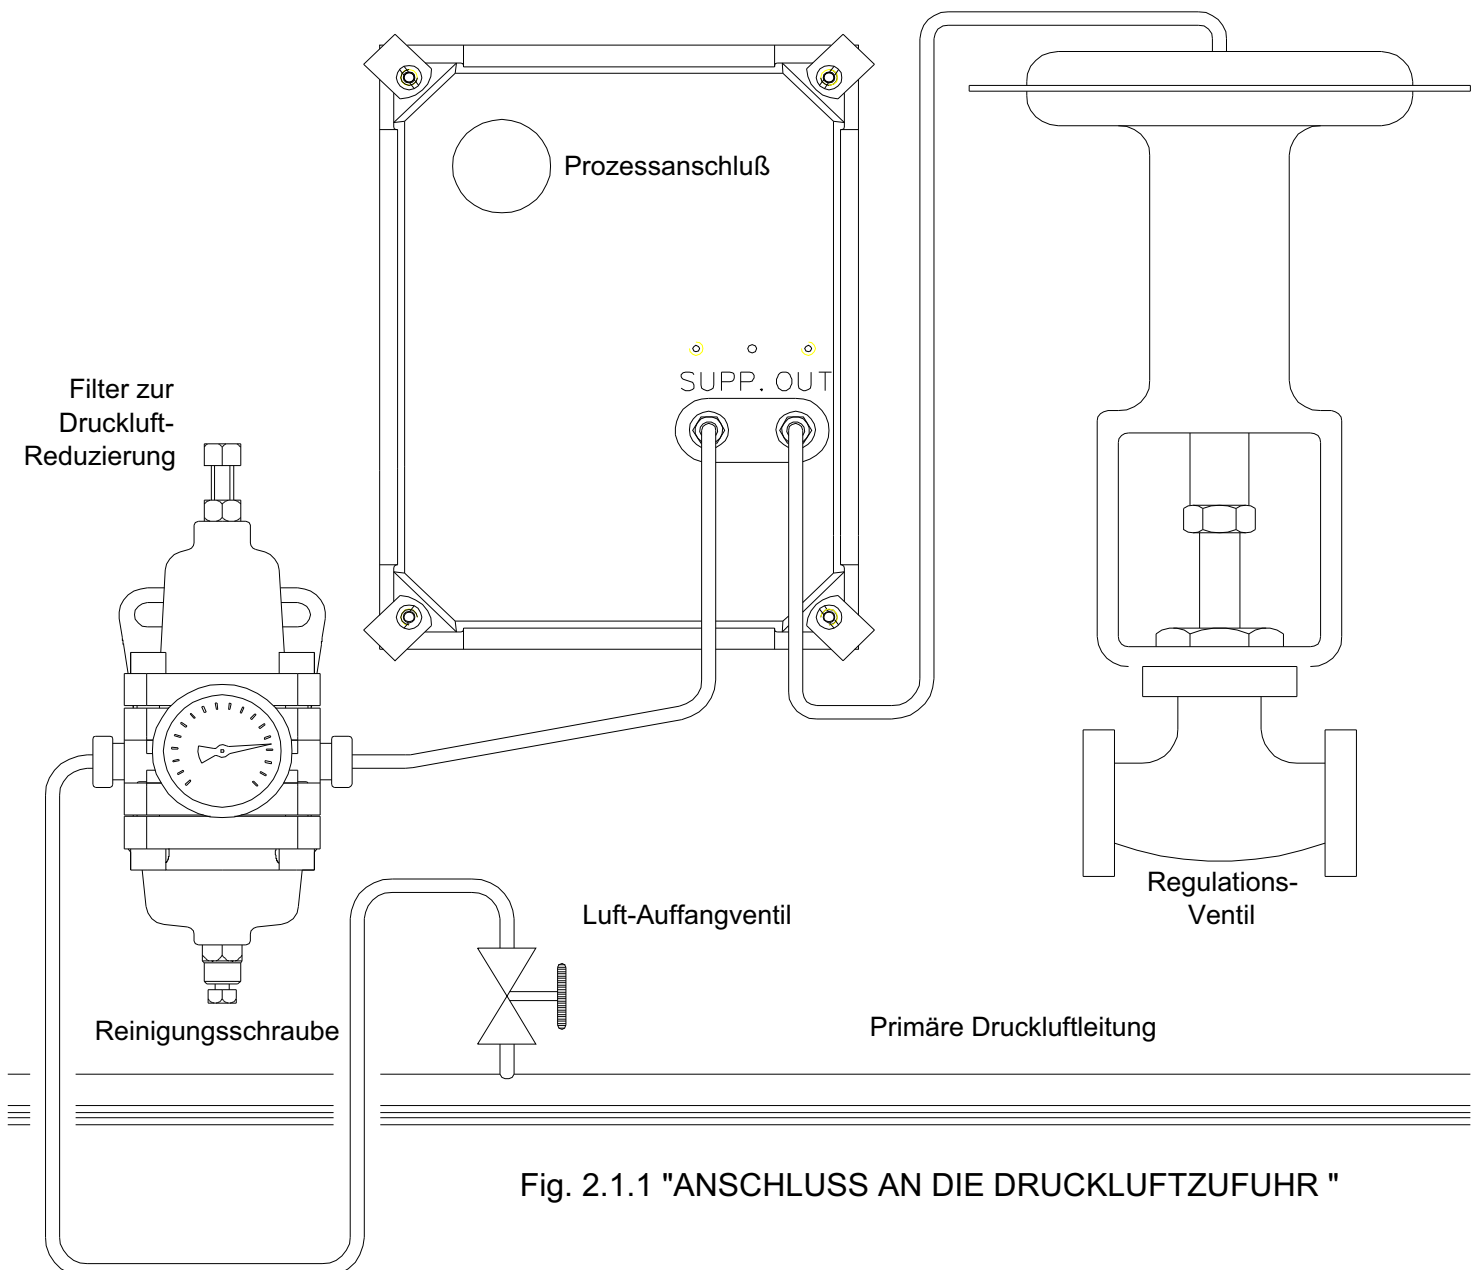 Prozessanschluß
SUPP. OUT
Filter zur
Druckluft-
Reduzierung
Regulations-
Ventil
Luft-Auffangventil
Reinigungsschraube
Primäre Druckluftleitung
Fig. 2.1.1 "ANSCHLUSS AN DIE DRUCKLUFTZUFUHR "